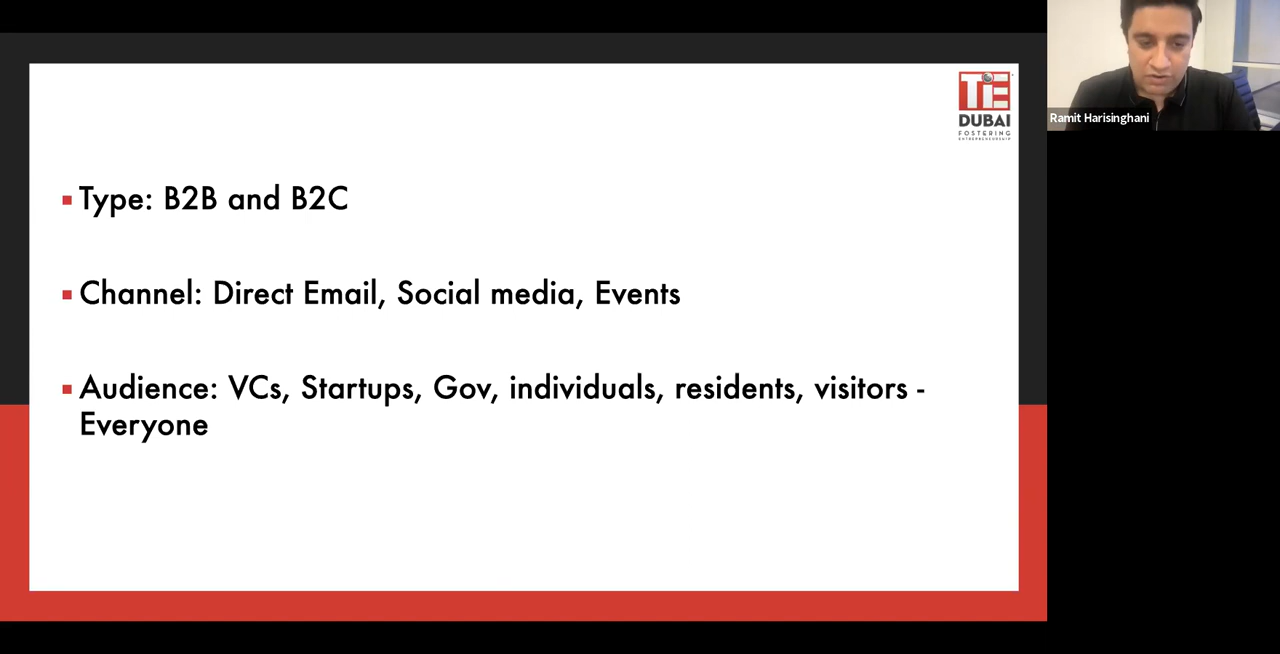 TiE
DUBAI
FOSTERING
ENTREPRENEURSHIP
Ramit Harisinghani
Type: B2B and B2C
Channel: Direct Email, Social media, Events
Audience: VCs, Startups, Gov, individuals, residents, visitors -
Everyone